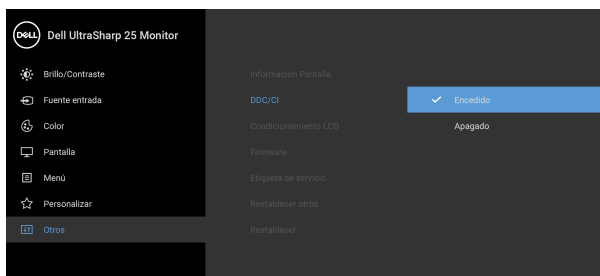 DELL Dell UltraSharp 25 Monitor
Brillo/Contraste
Fuente entrada
Color
Pantalla
Menú
Personalizar
Otros
Información Pantalla
DDC/CI
Condicionamiento LCD
Firmware
Etiqueta de servicio
Restablecer otros
Restablecer
Encedido
Apagado